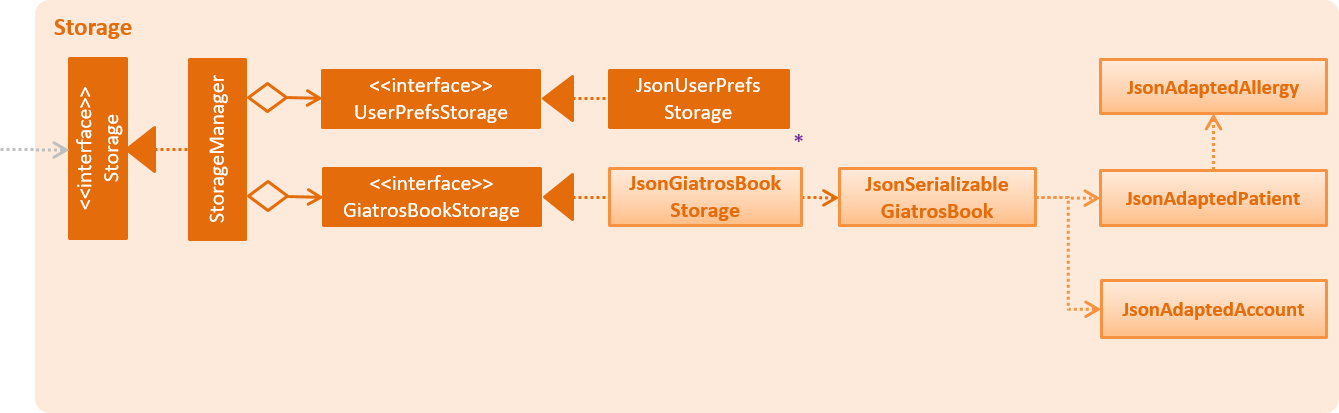 Storage
<<interface>>
Storage
StorageManager
<<interface>>
UserPrefsStorage
JsonUserPrefs
Storage
*
<<interface>>
GiatrosBookStorage
JsonGiatrosBook
Storage
JsonSerializable
GiatrosBook
JsonAdaptedAllergy
JsonAdaptedPatient
JsonAdaptedAccount